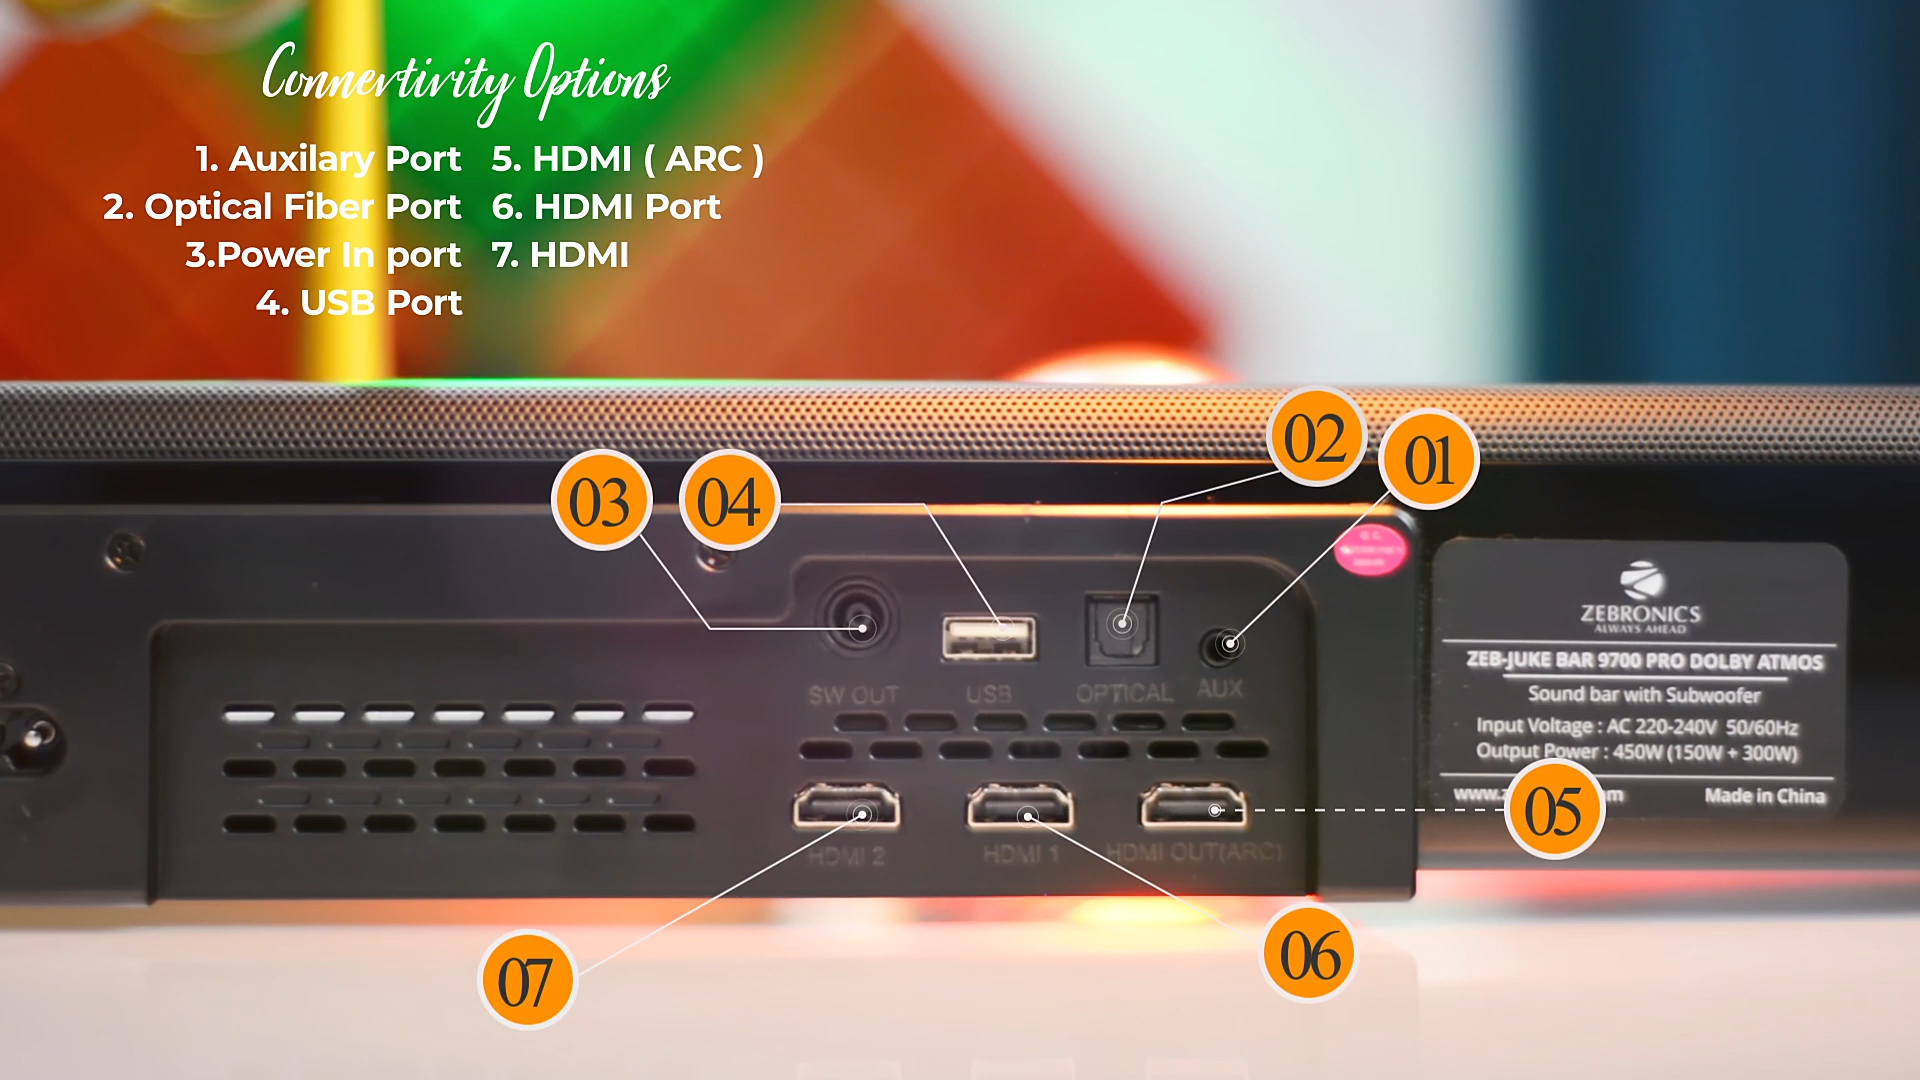 Connectivity Options
1. Auxilary Port
2. Optical Fiber Port
3.Power In port
4. USB Port
5. HDMI ( ARC )
6. HDMI Port
7. HDMI
02
01
03
04
SW OUT
USB
OPTICAL
AUX
ZEBRONICS
ALWAYS AHEAD
ZEB-JUKE BAR 9700 PRO DOLBY ATMOS
Sound bar with Subwoofer
Input Voltage : AC 220-240V 50/60Hz
Output Power : 450W (150W + 300W)
Made in China
05
HDMI 2
HDMI 1
HDMI OUT(ARC)
06
07